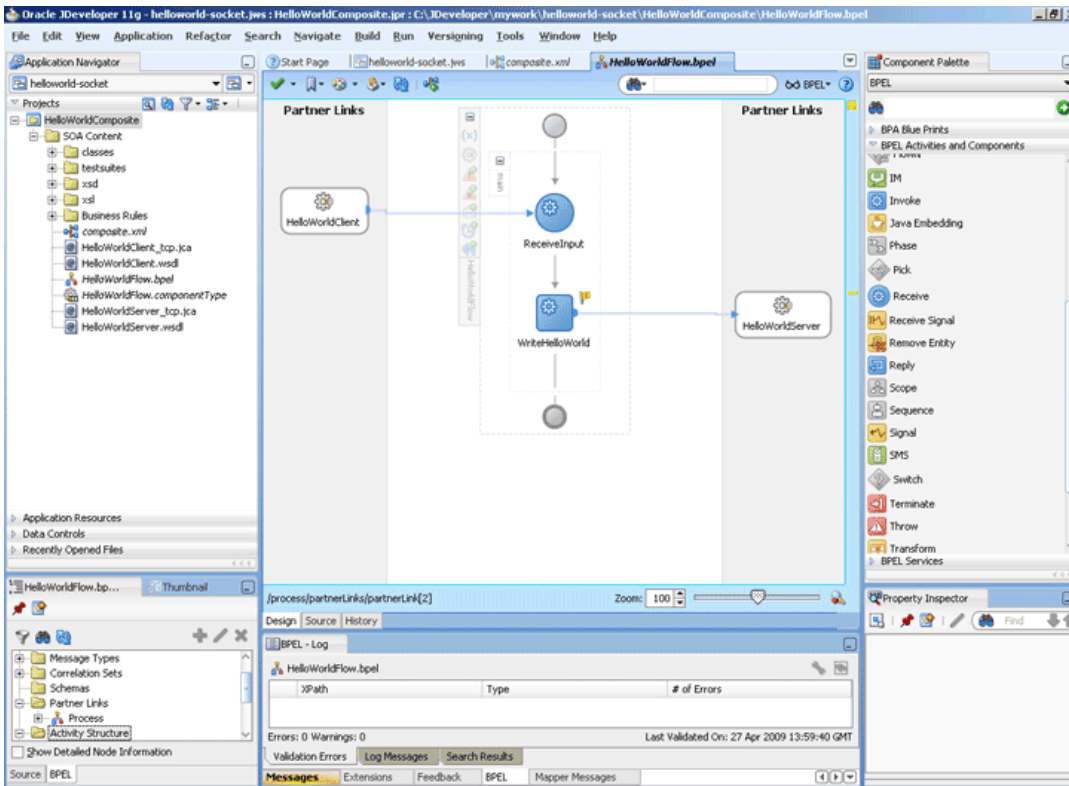 Oracle JDeveloper 11g - helloworld-socket.jws : HelloWorldComposite.jpr : C:\JDeveloper\mywork\helloworld-socket\HelloWorldComposite\HelloWorldFlow.bpel
File Edit View Application Refactor Search Navigate Build Run Versioning Tools Window Help
Application Navigator
helloworld-socket
Projects
HelloWorldComposite
SOA Content
classes
testsuites
xsd
xsl
Business Rules
composite.xml
HelloWorldClient_tcp.jca
HelloWorldClient.wsdl
HelloWorldFlow.bpel
HelloWorldFlow.componentType
HelloWorldServer_tcp.jca
HelloWorldServer.wsdl
Application Resources
Data Controls
Recently Opened Files
HelloWorldFlow.bp...
Thumbnail
Message Types
Correlation Sets
Schemas
Partner Links
Process
Activity Structure
Show Detailed Node Information
Source BPEL
Start Page helloworld-socket.jws composite.xml HelloWorldFlow.bpel
BPEL
Partner Links
Partner Links
main
HelloWorldClient
ReceiveInput
HelloWorldFlow
WriteHelloWorld
HelloWorldServer
/process/partnerLinks/partnerLink[2]
Zoom: 100
Design Source History
BPEL - Log
HelloWorldFlow.bpel
XPath Type # of Errors
Errors: 0 Warnings: 0
Last Validated On: 27 Apr 2009 13:59:40 GMT
Validation Errors Log Messages Search Results
Messages Extensions Feedback BPEL Mapper Messages
Component Palette
BPEL
BPA Blue Prints
BPEL Activities and Components
IM
Invoke
Java Embedding
Phase
Pick
Receive
Receive Signal
Remove Entity
Reply
Scope
Sequence
Signal
SMS
Switch
Terminate
Throw
Transform
BPEL Services
Property Inspector
Find